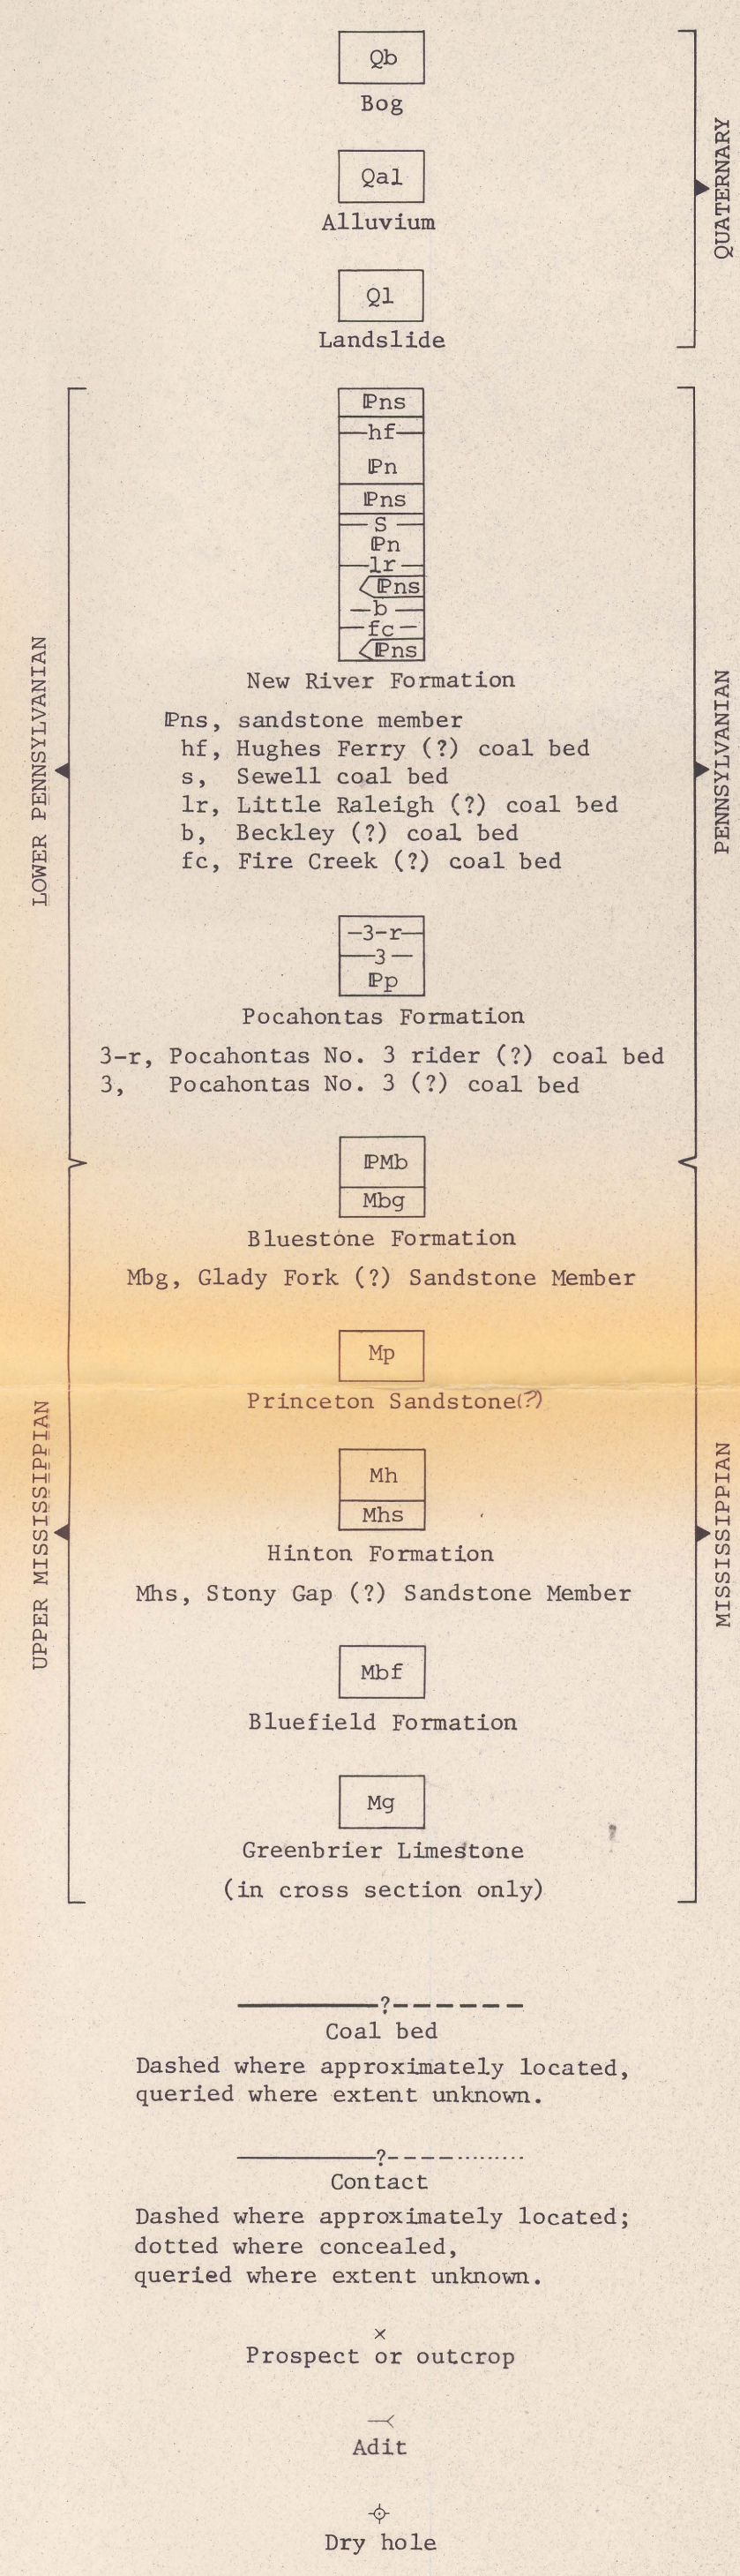 Qb
Bog
Qal
Alluvium
Ql
Landslide
QUATERNARY
ℙns
hf
ℙn
ℙns
S
ℙn
lr
ℙns
b
fc
ℙns
New River Formation
ℙns, sandstone member
hf, Hughes Ferry (?) coal bed
s, Sewell coal bed
lr, Little Raleigh (?) coal bed
b, Beckley (?) coal bed
fc, Fire Creek (?) coal bed
LOWER PENNSYLVANIAN
PENNSYLVANIAN
3-r
3
ℙp
Pocahontas Formation
3-r, Pocahontas No. 3 rider (?) coal bed
3, Pocahontas No. 3 (?) coal bed
ℙMb
Mbg
Bluestone Formation
Mbg, Glady Fork (?) Sandstone Member
Mp
Princeton Sandstone(?)
Mh
Mhs
Hinton Formation
Mhs, Stony Gap (?) Sandstone Member
UPPER MISSISSIPPIAN
MISSISSIPPIAN
Mbf
Bluefield Formation
Mg
Greenbrier Limestone
(in cross section only)
?
Coal bed
Dashed where approximately located,
queried where extent unknown.
?
Contact
Dashed where approximately located;
dotted where concealed,
queried where extent unknown.
Prospect or outcrop
Adit
Dry hole